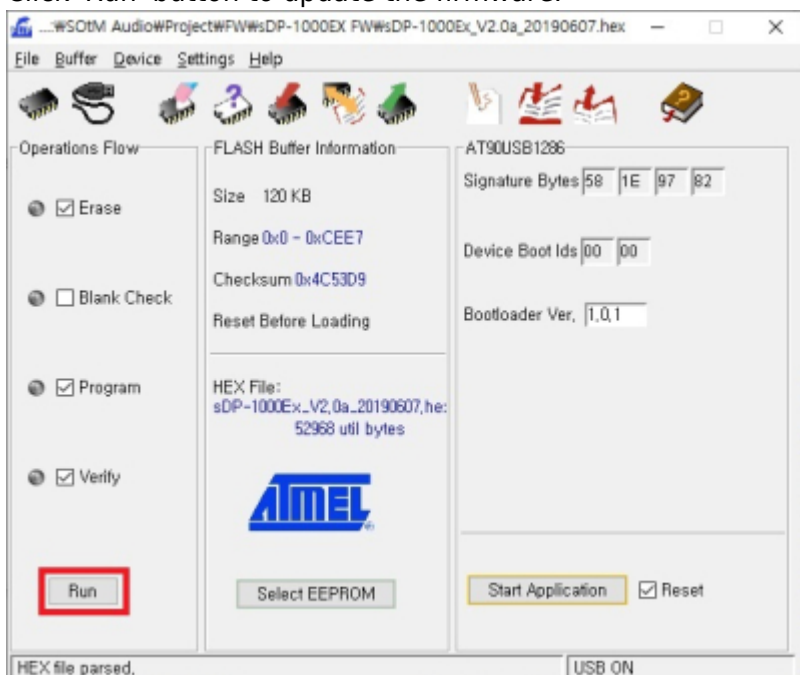 Click 'Run' button to update the firmware.
...₩SOtM Audio₩Project₩FW₩sDP-1000EX FW₩sDP-1000Ex_V2.0a_20190607.hex
File Buffer Device Settings Help
Operations Flow
Erase
Blank Check
Program
Verify
Run
FLASH Buffer Information
Size 120 KB
Range 0x0 - 0xCEE7
Checksum 0x4C53D9
Reset Before Loading
HEX File:
sDP-1000Ex_V2,0a_20190607,he:
52968 util bytes
ATMEL
Select EEPROM
AT90USB1286
Signature Bytes 58 1E 97 82
Device Boot Ids 00 00
Bootloader Ver, 1,0,1
Start Application Reset
HEX file parsed,
USB ON